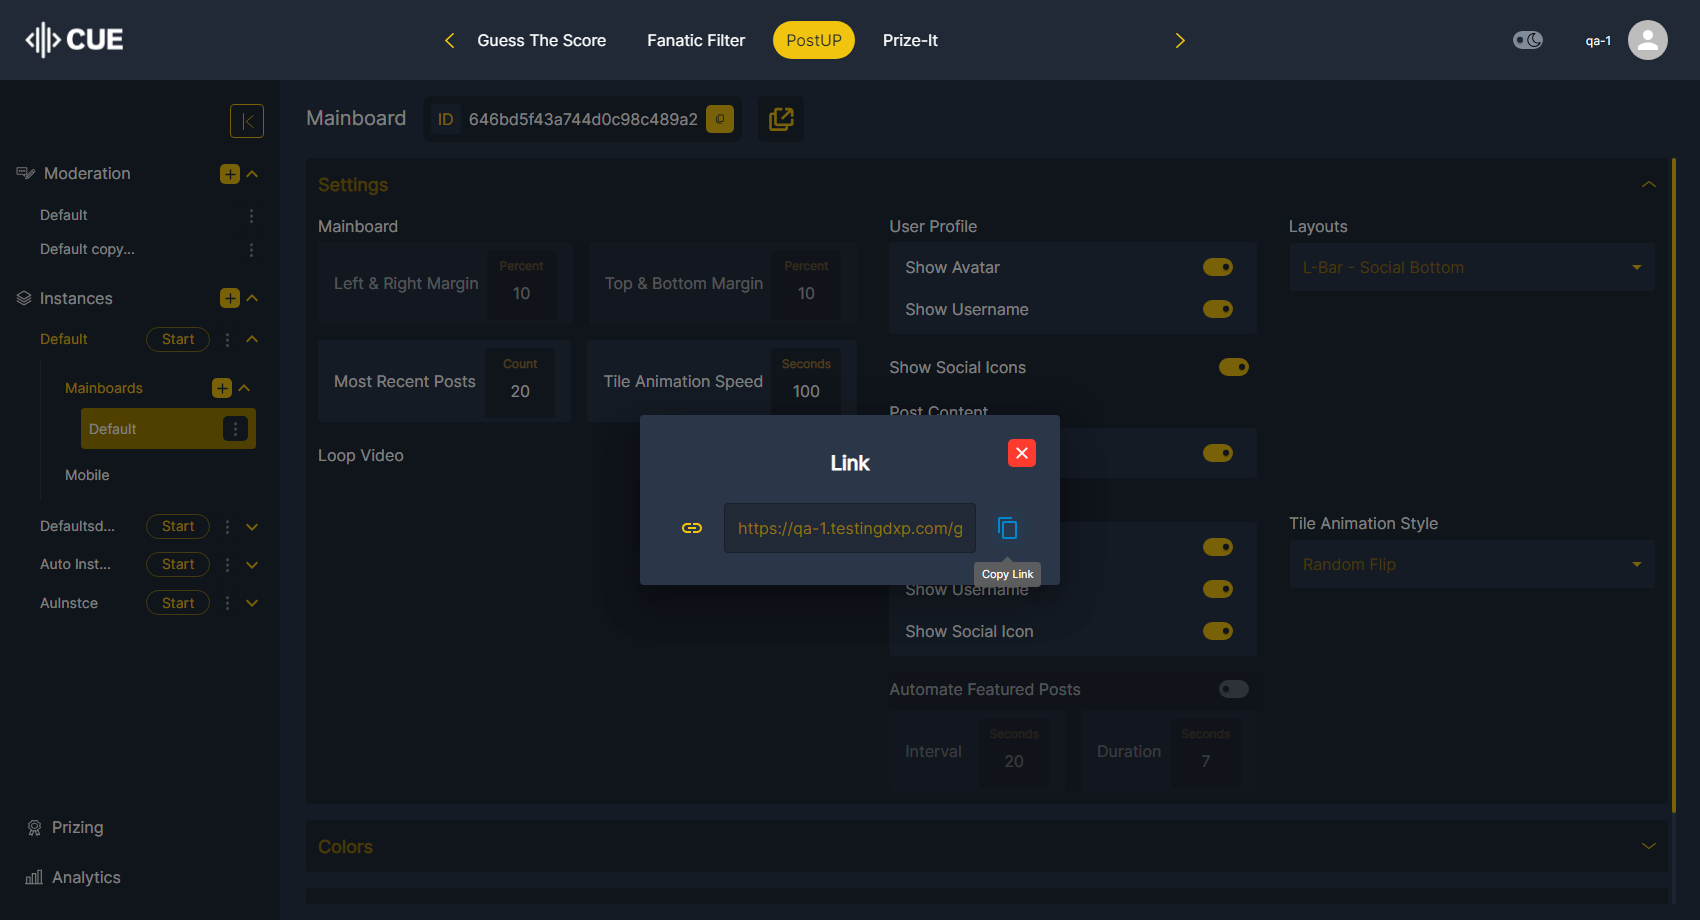 CUE
Guess The Score
Fanatic Filter
PostUP
Prize-It
qa-1
Mainboard
ID
646bd5f43a744d0c98c489a2
Moderation
Default
Default copy...
Instances
Default
Start
Mainboards
Default
Mobile
Defaultsd...
Start
Auto Inst...
Start
AuInstce
Start
Prizing
Analytics
Settings
Mainboard
Left & Right Margin
Percent
10
Top & Bottom Margin
Percent
10
Most Recent Posts
Count
20
Tile Animation Speed
Seconds
100
Loop Video
User Profile
Show Avatar
Show Username
Show Social Icons
Post Content
Show Username
Show Social Icon
Automate Featured Posts
Interval
Seconds
20
Duration
Seconds
7
Layouts
L-Bar - Social Bottom
Tile Animation Style
Random Flip
Link
https://qa-1.testingdxp.com/g
Copy Link
Colors